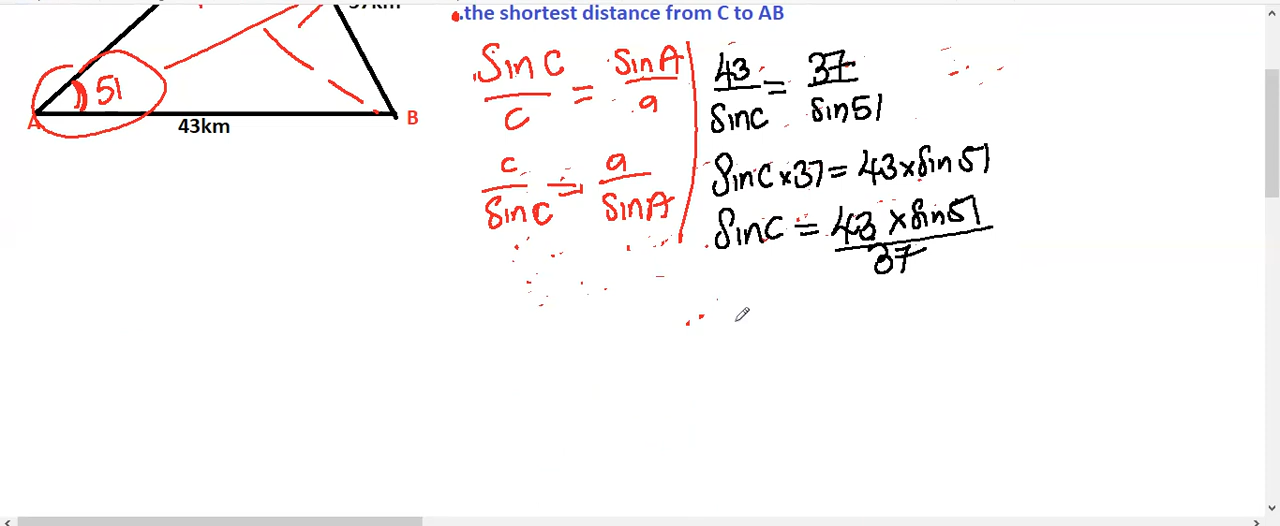 .the shortest distance from C to AB
51
A
43km
B
Sin C / c = Sin A / a
c / Sin C = a / Sin A
43 / Sin C = 37 / Sin 51
Sin C × 37 = 43 × Sin 51
Sin C = 43 × Sin 51 / 37